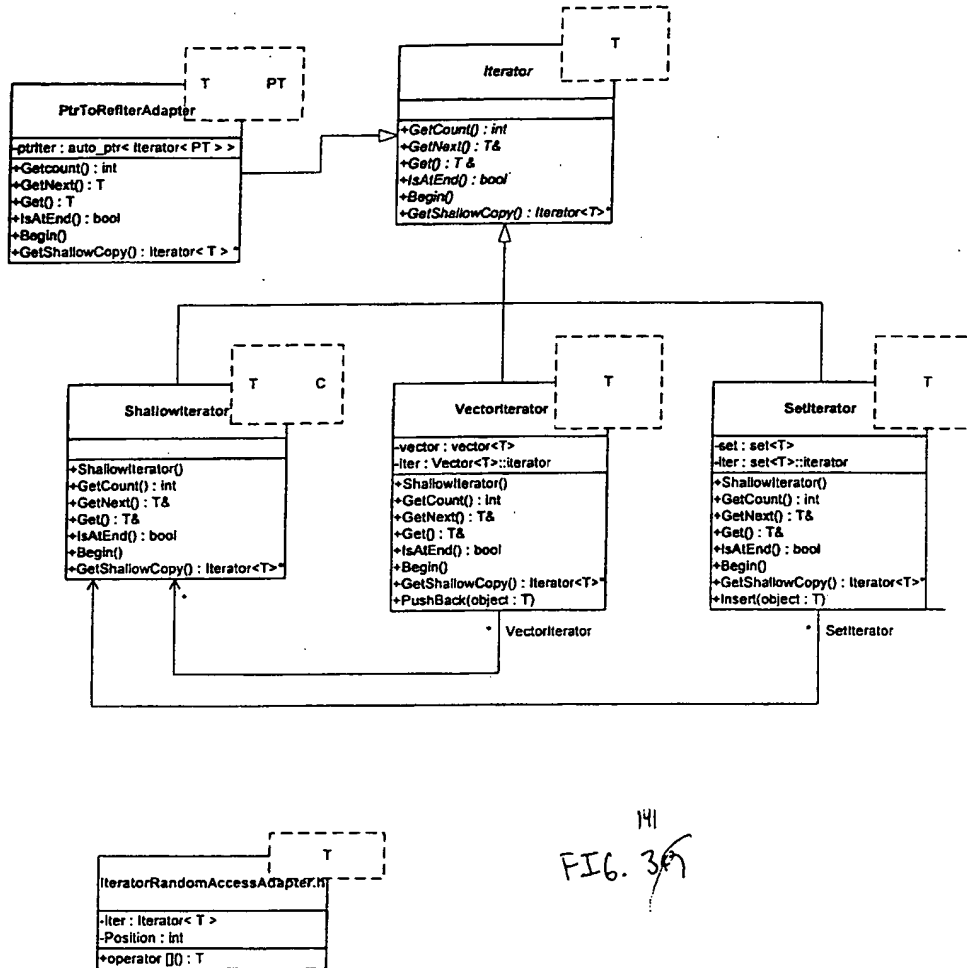 T PT
PtrToRefIterAdapter
-ptrIter : auto_ptr< Iterator< PT > >
+Getcount() : int
+GetNext() : T
+Get() : T
+IsAtEnd() : bool
+Begin()
+GetShallowCopy() : Iterator< T > *
T
Iterator
+GetCount() : int
+GetNext() : T&
+Get() : T &
+IsAtEnd() : bool
+Begin()
+GetShallowCopy() : Iterator<T>*
T C
ShallowIterator
+ShallowIterator()
+GetCount() : int
+GetNext() : T&
+Get() : T&
+IsAtEnd() : bool
+Begin()
+GetShallowCopy() : Iterator<T>*
*
T
VectorIterator
-vector : vector<T>
-iter : Vector<T>::iterator
+ShallowIterator()
+GetCount() : int
+GetNext() : T&
+Get() : T&
+IsAtEnd() : bool
+Begin()
+GetShallowCopy() : Iterator<T>*
+PushBack(object : T)
* VectorIterator
T
SetIterator
-set : set<T>
-iter : set<T>::iterator
+ShallowIterator()
+GetCount() : int
+GetNext() : T&
+Get() : T&
+IsAtEnd() : bool
+Begin()
+GetShallowCopy() : Iterator<T>*
+Insert(object : T)
* SetIterator
T
IteratorRandomAccessAdapter.h
-Iter : Iterator< T >
-Position : int
+operator []() : T
141
FIG. 3